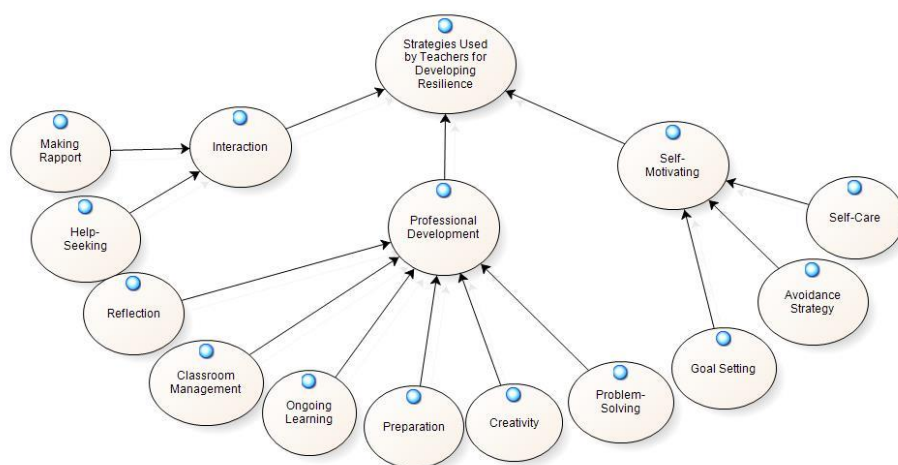 Strategies Used
by Teachers for
Developing
Resilience
Making
Rapport
Interaction
Self-
Motivating
Help-
Seeking
Professional
Development
Self-Care
Reflection
Avoidance
Strategy
Classroom
Management
Goal Setting
Ongoing
Learning
Preparation
Creativity
Problem-
Solving